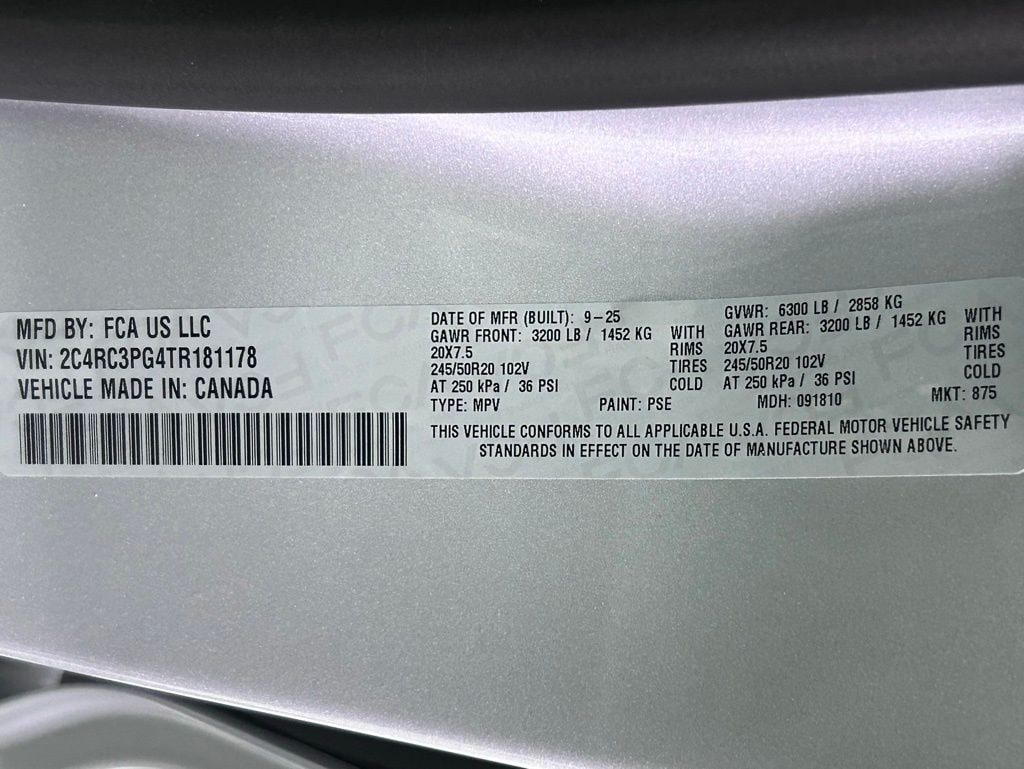 MFD BY: FCA US LLC
VIN: 2C4RC3PG4TR181178
VEHICLE MADE IN: CANADA
DATE OF MFR (BUILT): 9-25
GAWR FRONT: 3200 LB / 1452 KG WITH
20X7.5 RIMS
245/50R20 102V TIRES
AT 250 kPa / 36 PSI COLD
GVWR: 6300 LB / 2858 KG
GAWR REAR: 3200 LB / 1452 KG WITH
20X7.5 RIMS
245/50R20 102V TIRES
AT 250 kPa / 36 PSI COLD
TYPE: MPV PAINT: PSE MDH: 091810 MKT: 875
THIS VEHICLE CONFORMS TO ALL APPLICABLE U.S.A. FEDERAL MOTOR VEHICLE SAFETY
STANDARDS IN EFFECT ON THE DATE OF MANUFACTURE SHOWN ABOVE.